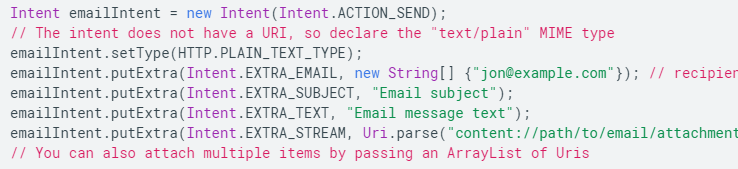 Intent emailIntent = new Intent(Intent.ACTION_SEND);
// The intent does not have a URI, so declare the "text/plain" MIME type
emailIntent.setType(HTTP.PLAIN_TEXT_TYPE);
emailIntent.putExtra(Intent.EXTRA_EMAIL, new String[] {"jon@example.com"}); // recipien
emailIntent.putExtra(Intent.EXTRA_SUBJECT, "Email subject");
emailIntent.putExtra(Intent.EXTRA_TEXT, "Email message text");
emailIntent.putExtra(Intent.EXTRA_STREAM, Uri.parse("content://path/to/email/attachment
// You can also attach multiple items by passing an ArrayList of Uris